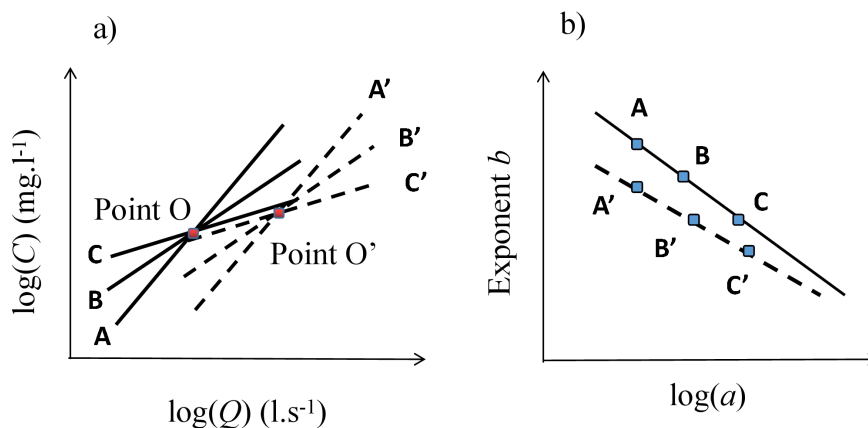 a)
log(C) (mg.l-1)
A’
B’
C’
Point O
Point O’
C
B
A
log(Q) (l.s-1)
b)
Exponent b
A
B
C
A’
B’
C’
log(a)